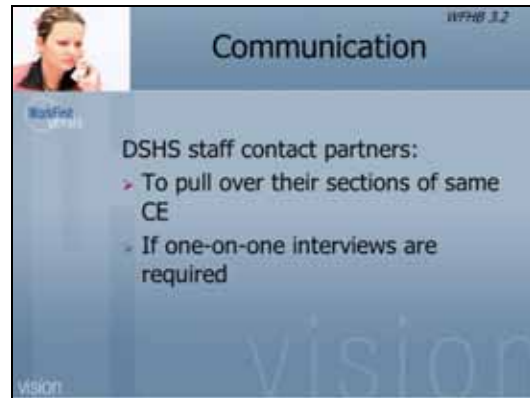 WFHB 3.2
Communication
WorkFirst
DSHS staff contact partners:
To pull over their sections of same
CE
If one-on-one interviews are
required
vision
vision